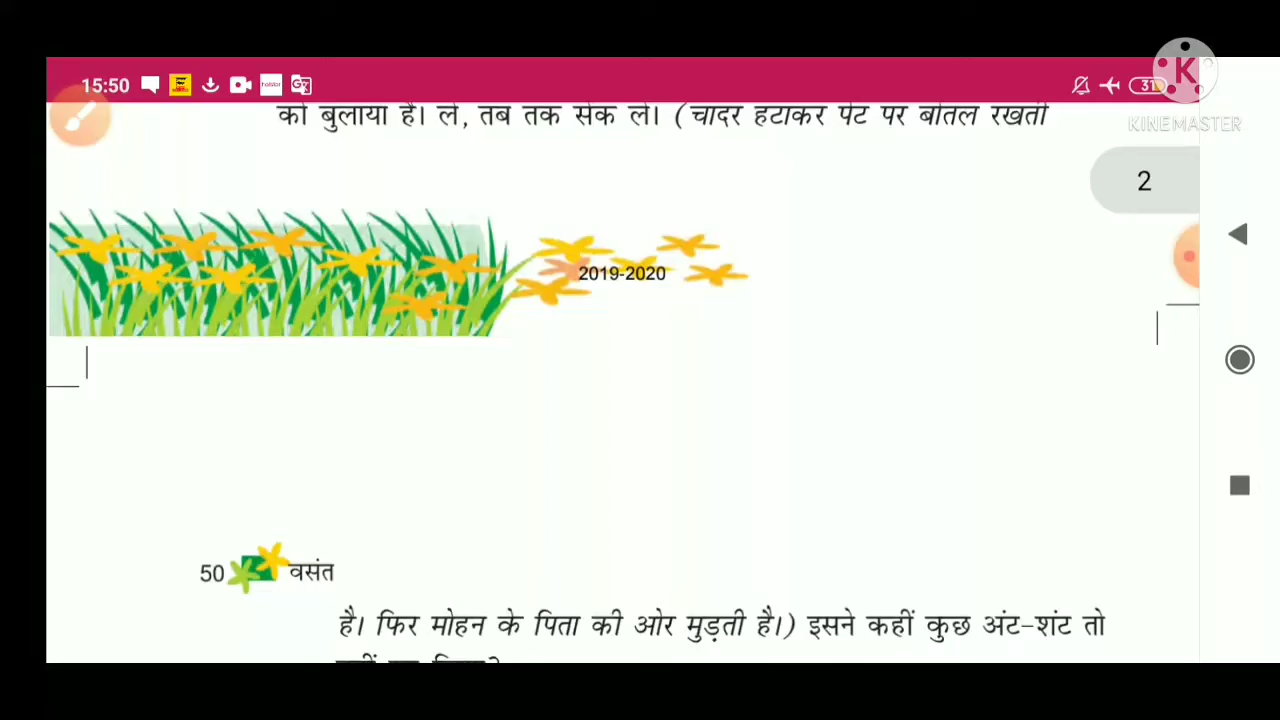 15:50
31
KINEMASTER
को बुलाया है। ले, तब तक सेक ले। (चादर हटाकर पेट पर बोतल रखती
2
2019-2020
50 वसंत
है। फिर मोहन के पिता की ओर मुड़ती है।) इसने कहीं कुछ अंट-शंट तो